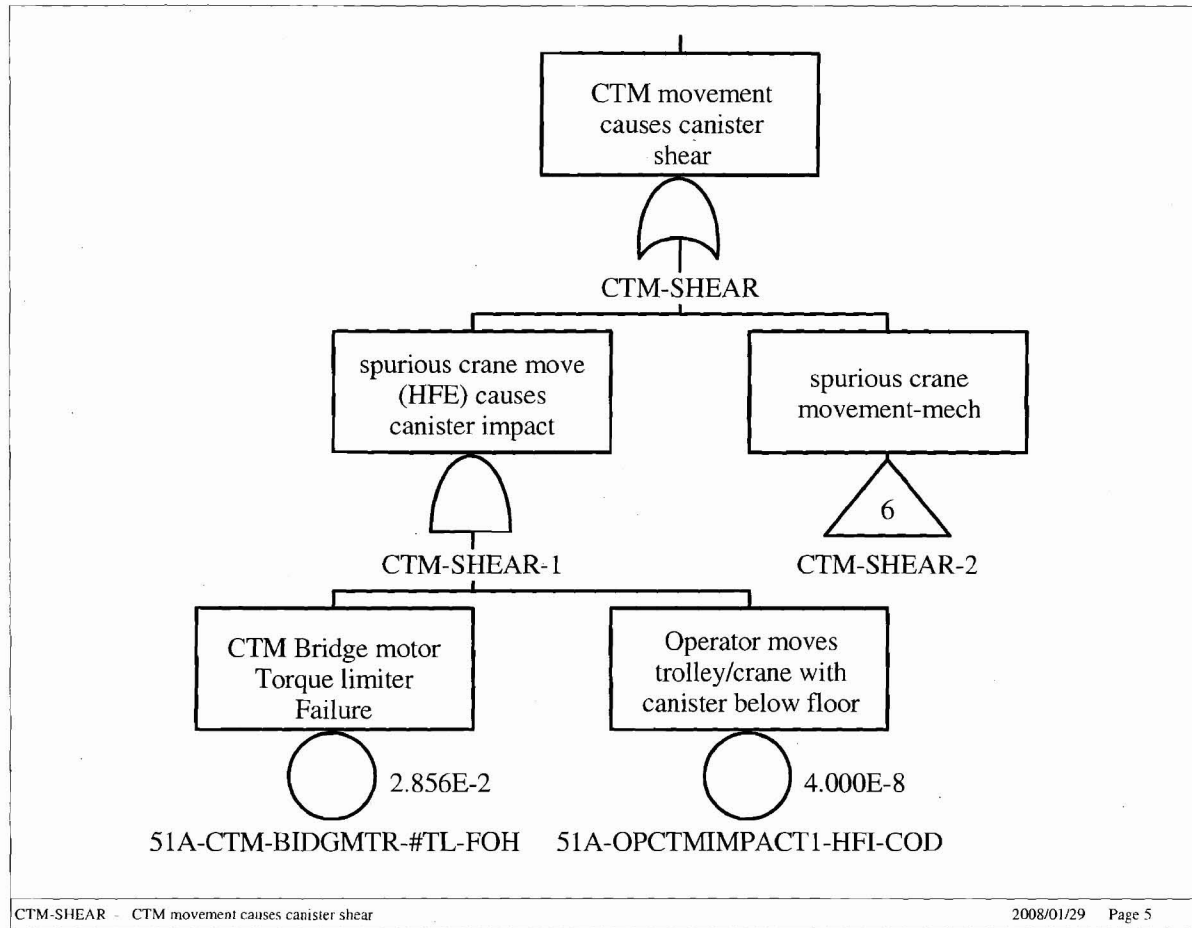 CTM movement
causes canister
shear
CTM-SHEAR
spurious crane move
(HFE) causes
canister impact
spurious crane
movement-mech
6
CTM-SHEAR-1
CTM-SHEAR-2
CTM Bridge motor
Torque limiter
Failure
Operator moves
trolley/crane with
canister below floor
2.856E-2
4.000E-8
51A-CTM-BIDGMTR-#TL-FOH
51A-OPCTMIMPACT1-HFI-COD
CTM-SHEAR - CTM movement causes canister shear
2008/01/29 Page 5